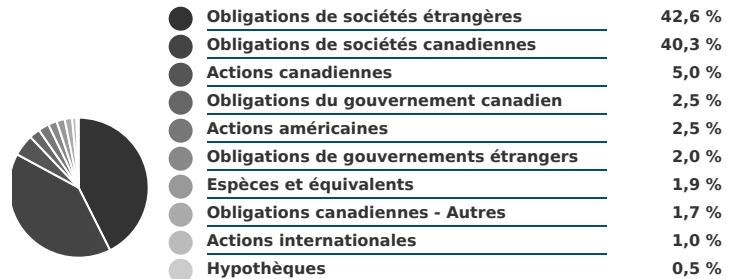 Obligations de sociétés étrangères 42,6 %
Obligations de sociétés canadiennes 40,3 %
Actions canadiennes 5,0 %
Obligations du gouvernement canadien 2,5 %
Actions américaines 2,5 %
Obligations de gouvernements étrangers 2,0 %
Espèces et équivalents 1,9 %
Obligations canadiennes - Autres 1,7 %
Actions internationales 1,0 %
Hypothèques 0,5 %